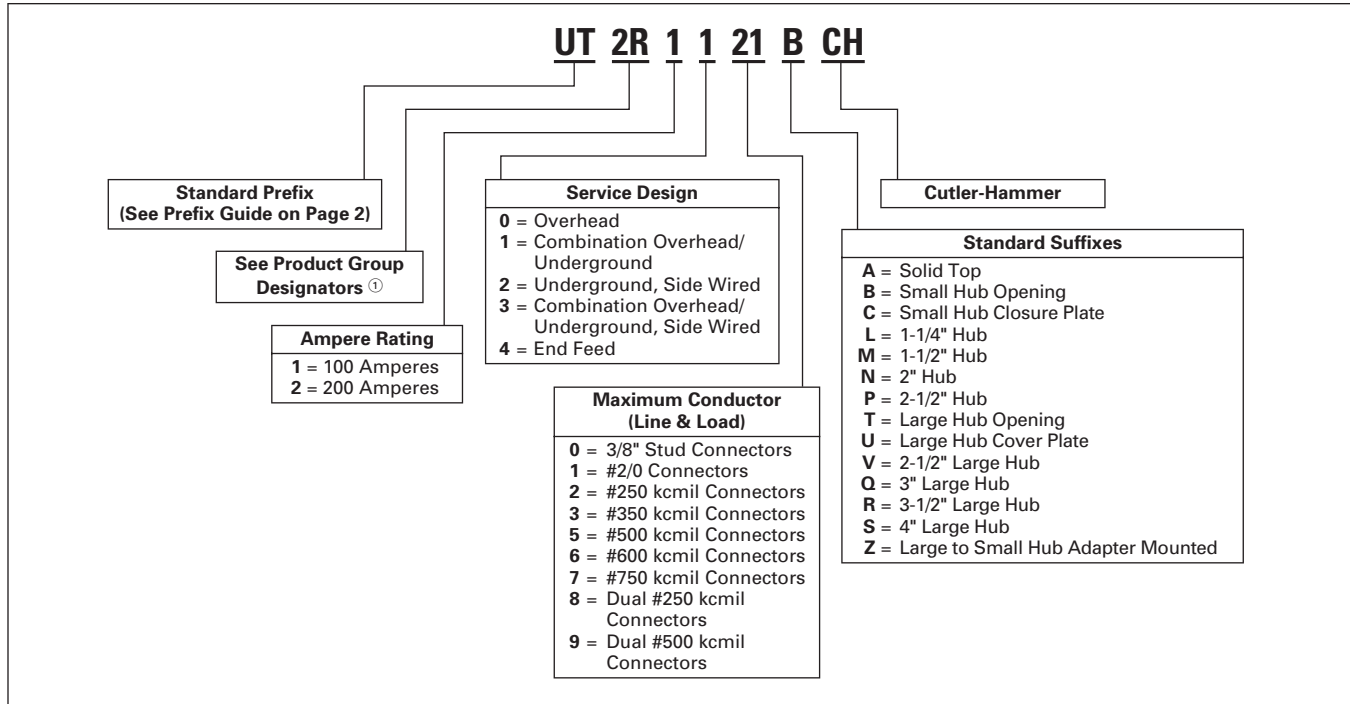 UT 2R 1 1 21 B CH
Standard Prefix
(See Prefix Guide on Page 2)
See Product Group
Designators ①
Ampere Rating
1 = 100 Amperes
2 = 200 Amperes
Service Design
0 = Overhead
1 = Combination Overhead/
Underground
2 = Underground, Side Wired
3 = Combination Overhead/
Underground, Side Wired
4 = End Feed
Maximum Conductor
(Line & Load)
0 = 3/8" Stud Connectors
1 = #2/0 Connectors
2 = #250 kcmil Connectors
3 = #350 kcmil Connectors
5 = #500 kcmil Connectors
6 = #600 kcmil Connectors
7 = #750 kcmil Connectors
8 = Dual #250 kcmil
Connectors
9 = Dual #500 kcmil
Connectors
Cutler-Hammer
Standard Suffixes
A = Solid Top
B = Small Hub Opening
C = Small Hub Closure Plate
L = 1-1/4" Hub
M = 1-1/2" Hub
N = 2" Hub
P = 2-1/2" Hub
T = Large Hub Opening
U = Large Hub Cover Plate
V = 2-1/2" Large Hub
Q = 3" Large Hub
R = 3-1/2" Large Hub
S = 4" Large Hub
Z = Large to Small Hub Adapter Mounted